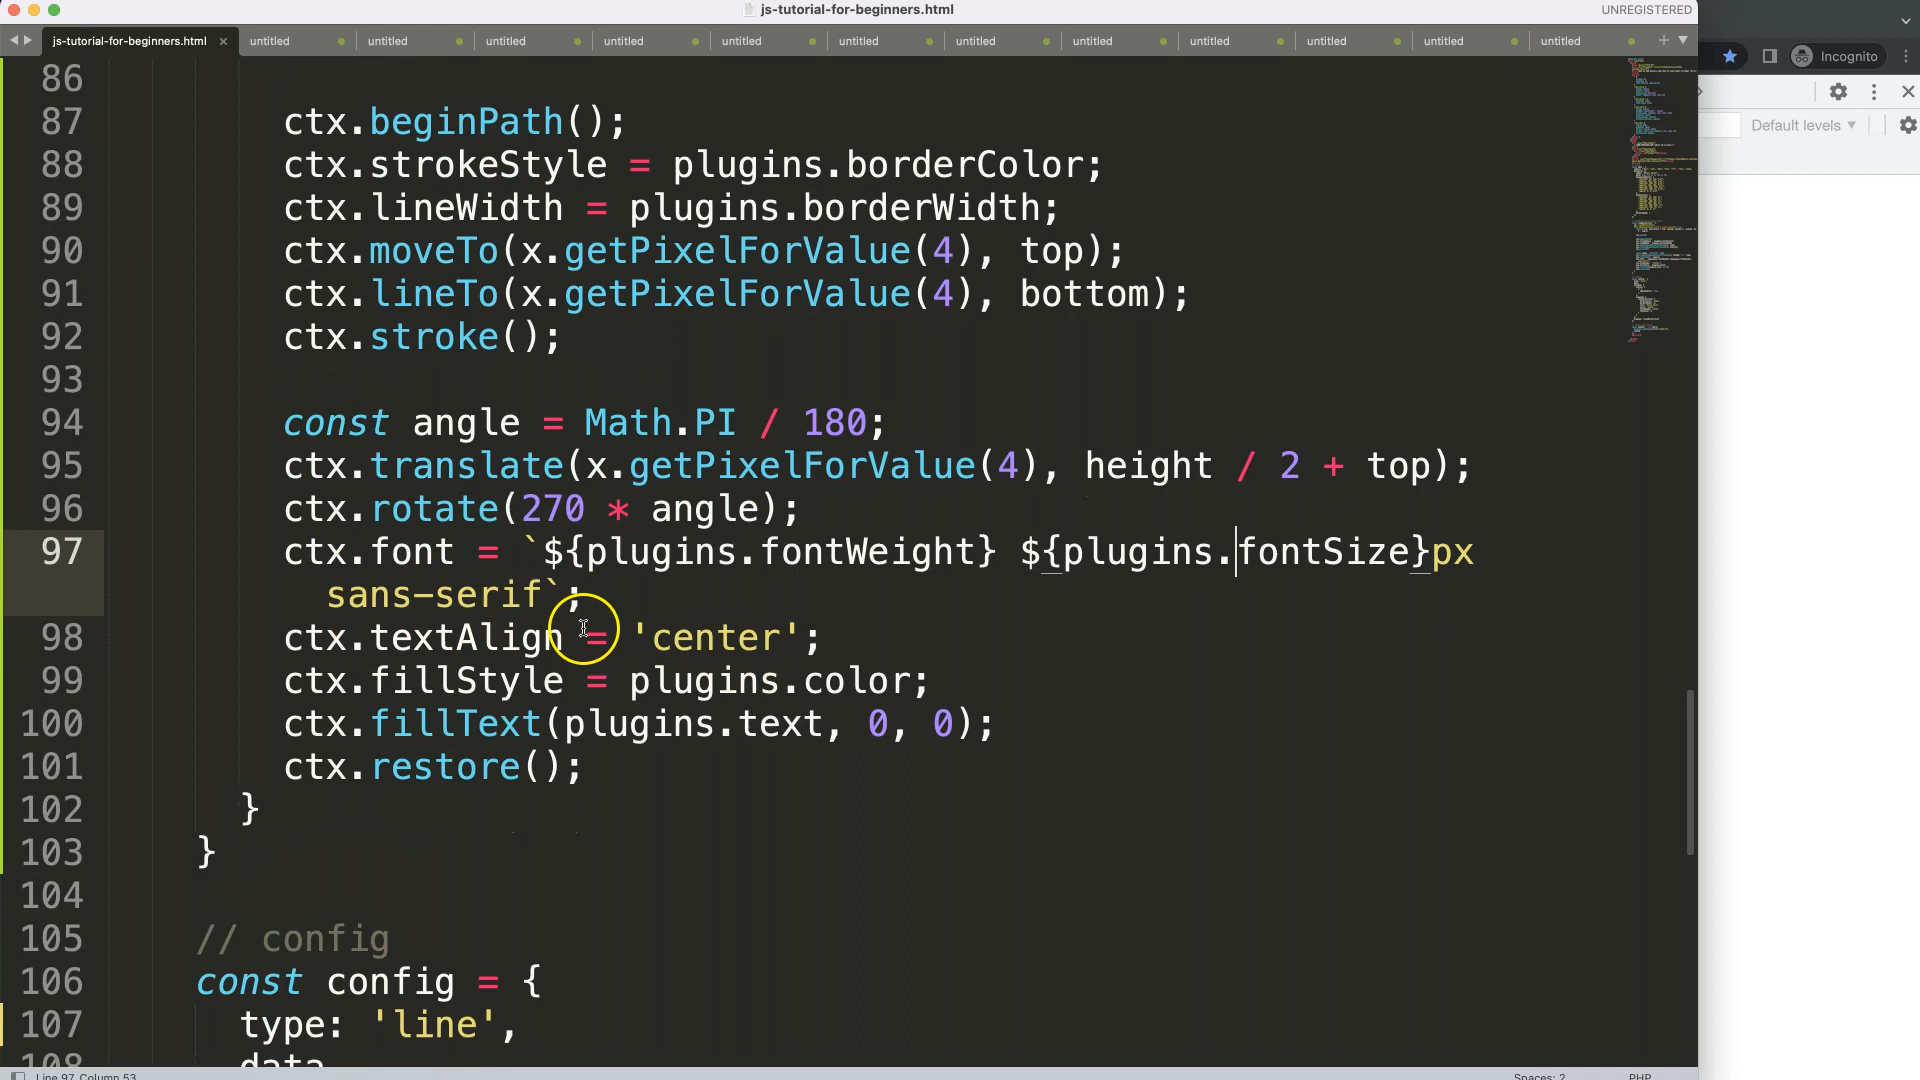 js-tutorial-for-beginners.html
UNREGISTERED
js-tutorial-for-beginners.html × untitled untitled untitled untitled untitled untitled untitled untitled untitled untitled untitled untitled
Incognito
Default levels
86
87 ctx.beginPath();
88 ctx.strokeStyle = plugins.borderColor;
89 ctx.lineWidth = plugins.borderWidth;
90 ctx.moveTo(x.getPixelForValue(4), top);
91 ctx.lineTo(x.getPixelForValue(4), bottom);
92 ctx.stroke();
93
94 const angle = Math.PI / 180;
95 ctx.translate(x.getPixelForValue(4), height / 2 + top);
96 ctx.rotate(270 * angle);
97 ctx.font = `${plugins.fontWeight} ${plugins.fontSize}px
sans-serif`;
98 ctx.textAlign = 'center';
99 ctx.fillStyle = plugins.color;
100 ctx.fillText(plugins.text, 0, 0);
101 ctx.restore();
102 }
103 }
104
105 // config
106 const config = {
107 type: 'line',
108 data
Line 97, Column 53
Spaces: 2
PHP